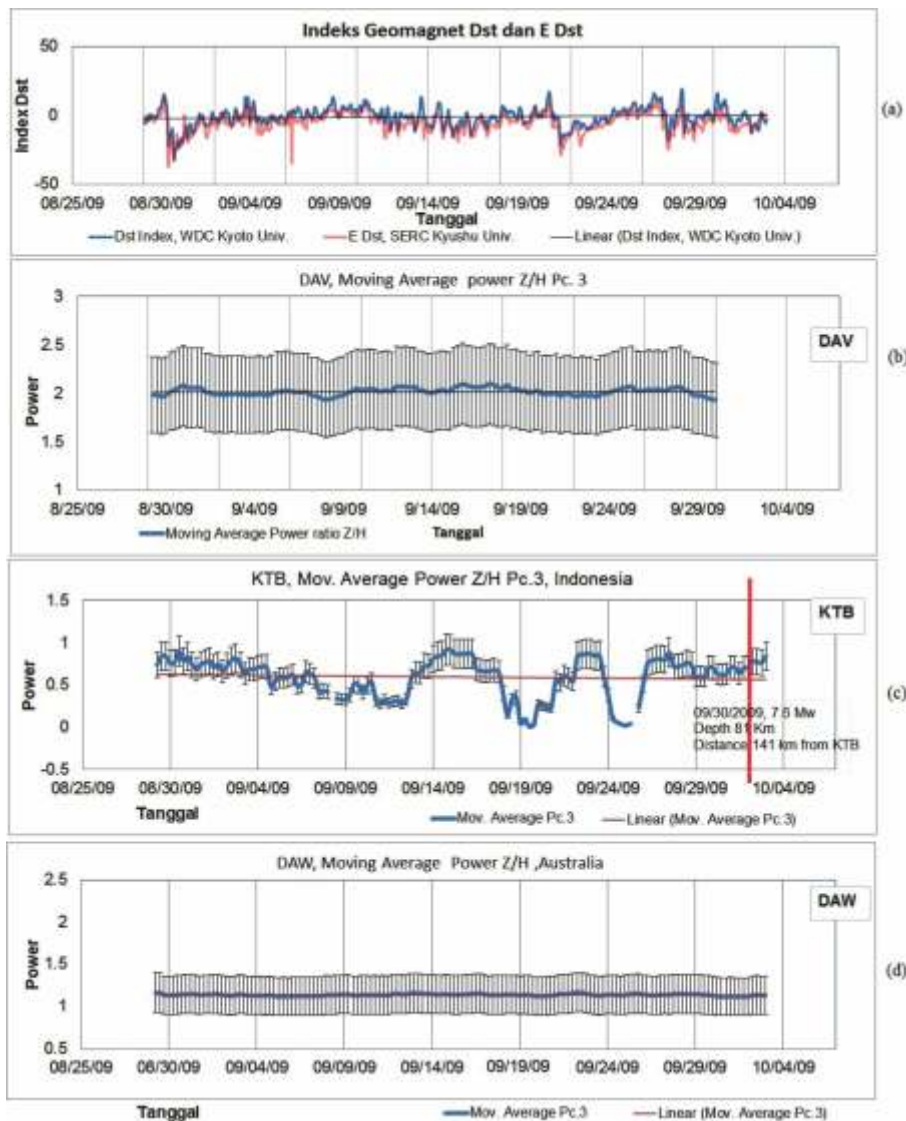 Indeks Geomagnet Dst dan E Dst
50
0
-50
Index Dst
(a)
08/25/09 08/30/09 09/04/09 09/09/09 09/14/09 09/19/09 09/24/09 09/29/09 10/04/09
Tanggal
Dst Index, WDC Kyoto Univ. E Dst, SERC Kyushu Univ. Linear (Dst Index, WDC Kyoto Univ.)
DAV, Moving Average power Z/H Pc. 3
3
2.5
2
1.5
1
Power
DAV
(b)
8/25/09 8/30/09 9/4/09 9/9/09 9/14/09 9/19/09 9/24/09 9/29/09 10/4/09
Moving Average Power ratio Z/H Tanggal
KTB, Mov. Average Power Z/H Pc.3, Indonesia
1.5
1
0.5
0
-0.5
Power
KTB
(c)
09/30/2009, 7.6 Mw
Depth 81 Km
Distance 141 km from KTB
08/25/09 08/30/09 09/04/09 09/09/09 09/14/09 09/19/09 09/24/09 09/29/09 10/04/09
Tanggal
Mov. Average Pc.3 Linear (Mov. Average Pc.3)
DAW, Moving Average Power Z/H ,Australia
2.5
2
1.5
1
0.5
Power
DAW
(d)
08/25/09 08/30/09 09/04/09 09/09/09 09/14/09 09/19/09 09/24/09 09/29/09 10/04/09
Tanggal
Mov. Average Pc.3 Linear (Mov. Average Pc.3)